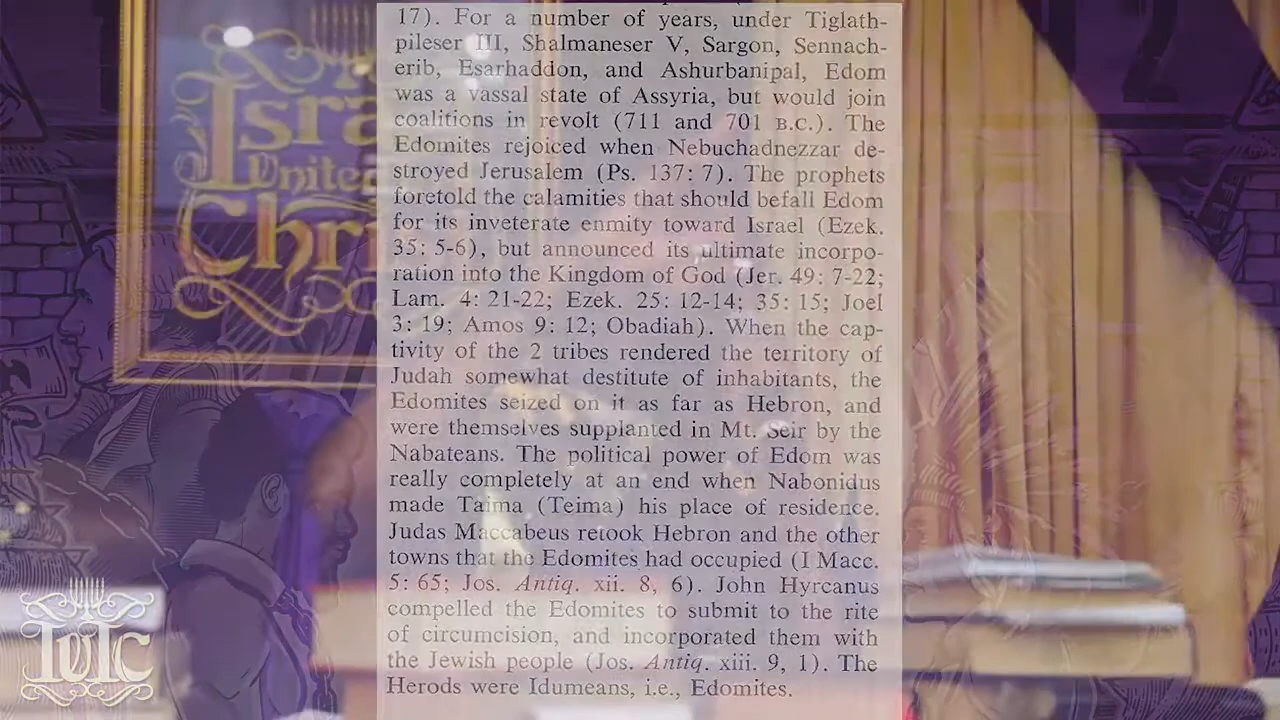 17). For a number of years, under Tiglath-
pileser III, Shalmaneser V, Sargon, Sennach-
erib, Esarhaddon, and Ashurbanipal, Edom
was a vassal state of Assyria, but would join
coalitions in revolt (711 and 701 B.C.). The
Edomites rejoiced when Nebuchadnezzar de-
stroyed Jerusalem (Ps. 137: 7). The prophets
foretold the calamities that should befall Edom
for its inveterate enmity toward Israel (Ezek.
35: 5-6), but announced its ultimate incorpo-
ration into the Kingdom of God (Jer. 49: 7-22;
Lam. 4: 21-22; Ezek. 25: 12-14; 35: 15; Joel
3: 19; Amos 9: 12; Obadiah). When the cap-
tivity of the 2 tribes rendered the territory of
Judah somewhat destitute of inhabitants, the
Edomites seized on it as far as Hebron, and
were themselves supplanted in Mt. Seir by the
Nabateans. The political power of Edom was
really completely at an end when Nabonidus
made Taima (Teima) his place of residence.
Judas Maccabeus retook Hebron and the other
towns that the Edomites had occupied (I Macc.
5: 65; Jos. Antiq. xii. 8, 6). John Hyrcanus
compelled the Edomites to submit to the rite
of circumcision, and incorporated them with
the Jewish people (Jos. Antiq. xiii. 9, 1). The
Herods were Idumeans, i.e., Edomites.
Isra
United
Chri
IUIC